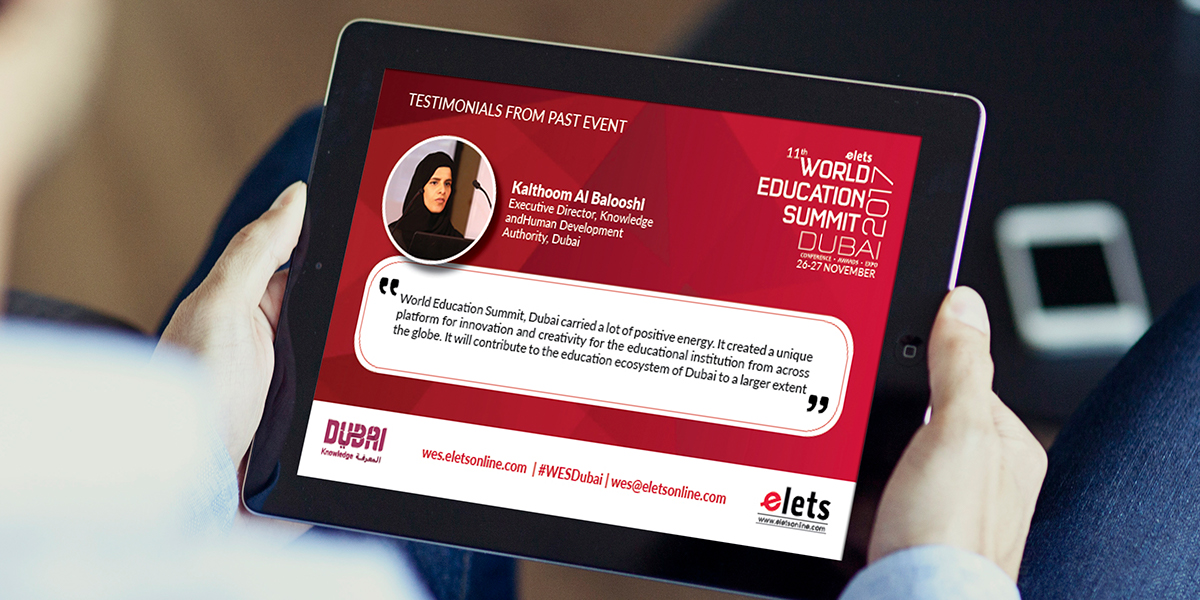 TESTIMONIALS FROM PAST EVENT
Kalthoom Al Balooshl
Executive Director, Knowledge
andHuman Development
Authority, Dubai
elets
11th WORLD
EDUCATION
SUMMIT
2017
DUBAI
CONFERENCE • AWARDS • EXPO
26-27 NOVEMBER
“World Education Summit, Dubai carried a lot of positive energy. It created a unique
platform for innovation and creativity for the educational institution from across
the globe. It will contribute to the education ecosystem of Dubai to a larger extent”
DUBAI
Knowledge المعرفة
wes.eletsonline.com | #WESDubai | wes@eletsonline.com
elets
www.eletsonline.com